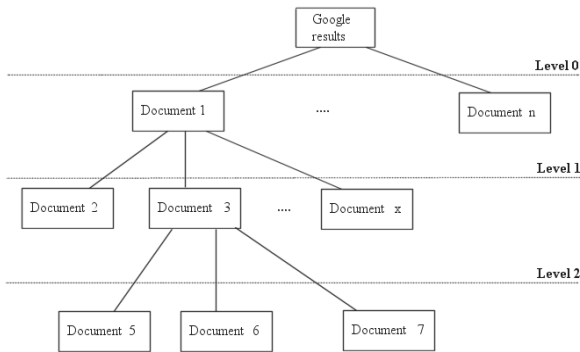 Google
results
Level 0
Document 1
....
Document n
Level 1
Document 2
Document 3
....
Document x
Level 2
Document 5
Document 6
Document 7